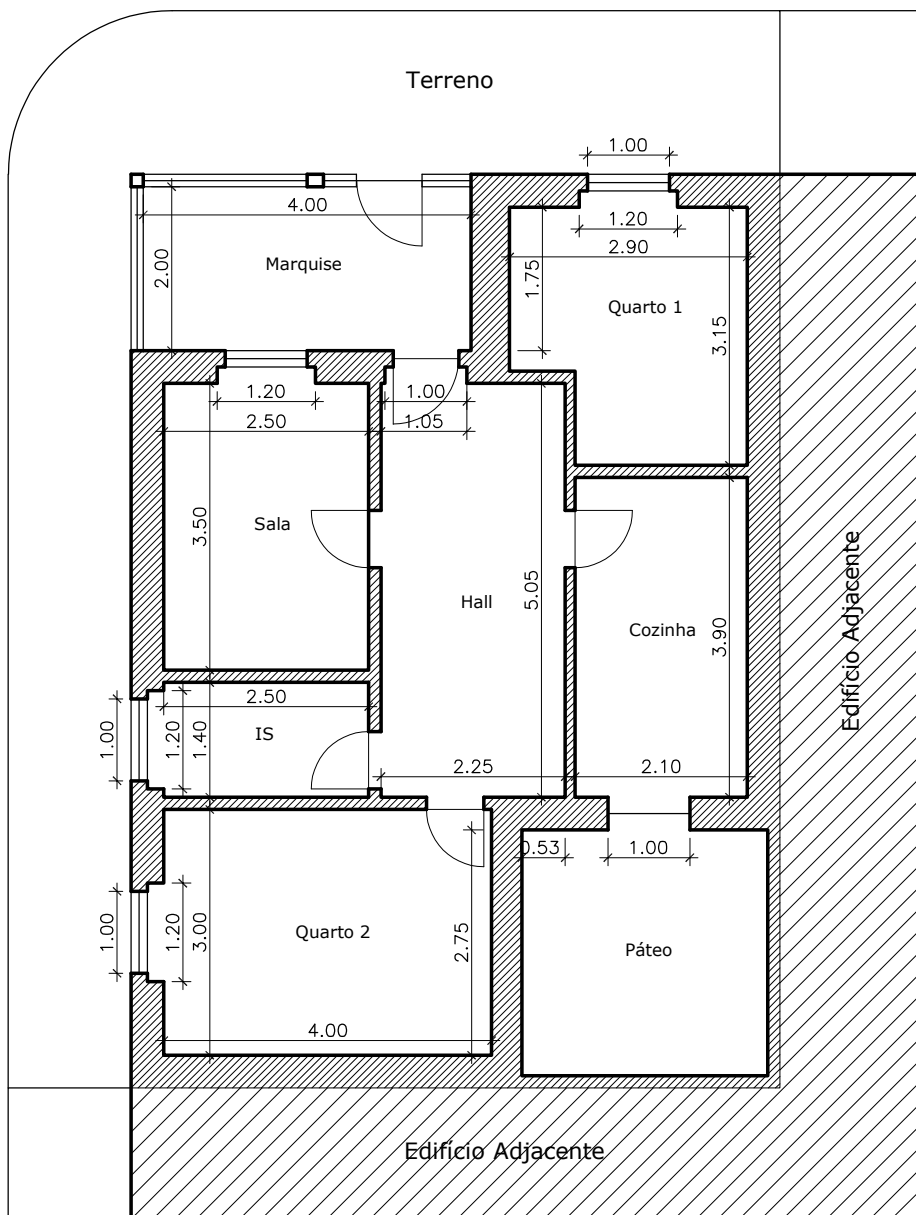 Terreno
1.00
4.00
1.20
2.90
2.00
Marquise
1.75
Quarto 1
3.15
1.20
1.00
2.50
1.05
Sala
3.50
Hall
5.05
Cozinha
3.90
Edifício Adjacente
2.50
IS
1.00
1.20
1.40
2.25
2.10
0.53
1.00
1.00
1.20
3.00
Quarto 2
2.75
Páteo
4.00
Edifício Adjacente